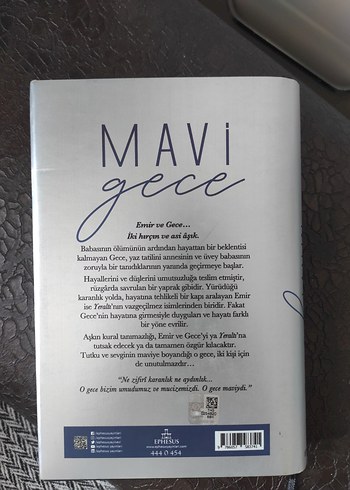 MAVi
gece
Emir ve Gece...
İki hırçın ve asi âşık.
Babasının ölümünün ardından hayattan bir beklentisi
kalmayan Gece, yaz tatilini annesinin ve üvey babasının
zoruyla bir tanıdıklarının yanında geçirmeye başlar.
Hayallerini ve düşlerini umutsuzluğa teslim etmiştir,
rüzgârda savrulan bir yaprak gibidir. Yürüdüğü
karanlık yolda, hayatına tehlikeli bir kapı aralayan Emir
ise Yeraltı'nın vazgeçilmez isimlerinden biridir. Fakat
Gece'nin hayatına girmesiyle duyguları ve hayatı farklı
bir yöne evrilir.
Aşkın kural tanımazlığı, Emir ve Gece'yi ya Yeraltı'na
tutsak edecek ya da tamamen özgür kılacaktır.
Tutku ve sevginin maviye boyandığı o gece, iki kişi için
de unutulmazdır...
"Ne zifirî karanlık ne aydınlık...
O gece bizim umudumuz ve mucizemizdi. O gece maviydi."
EPHESUS
www.ephesusyayinlari.com
444 0 454